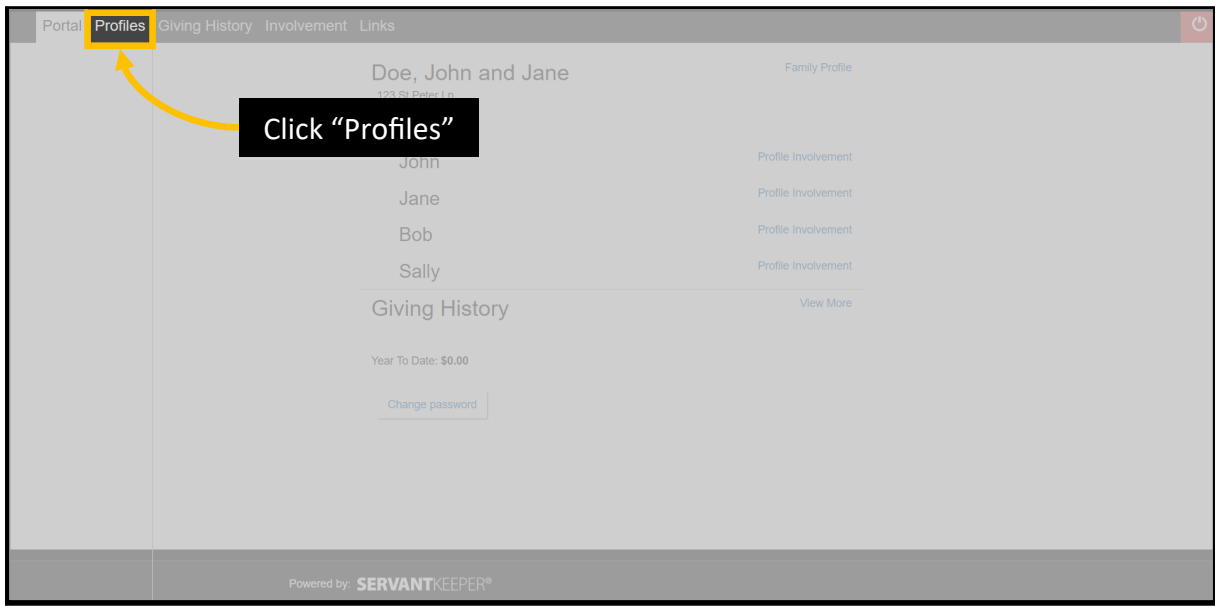 Portal Profiles Giving History Involvement Links
Doe, John and Jane Family Profile
123 St Peter Ln
Click “Profiles”
John Profile Involvement
Jane Profile Involvement
Bob Profile Involvement
Sally Profile Involvement
Giving History View More
Year To Date: $0.00
Change password
Powered by: SERVANTKEEPER®